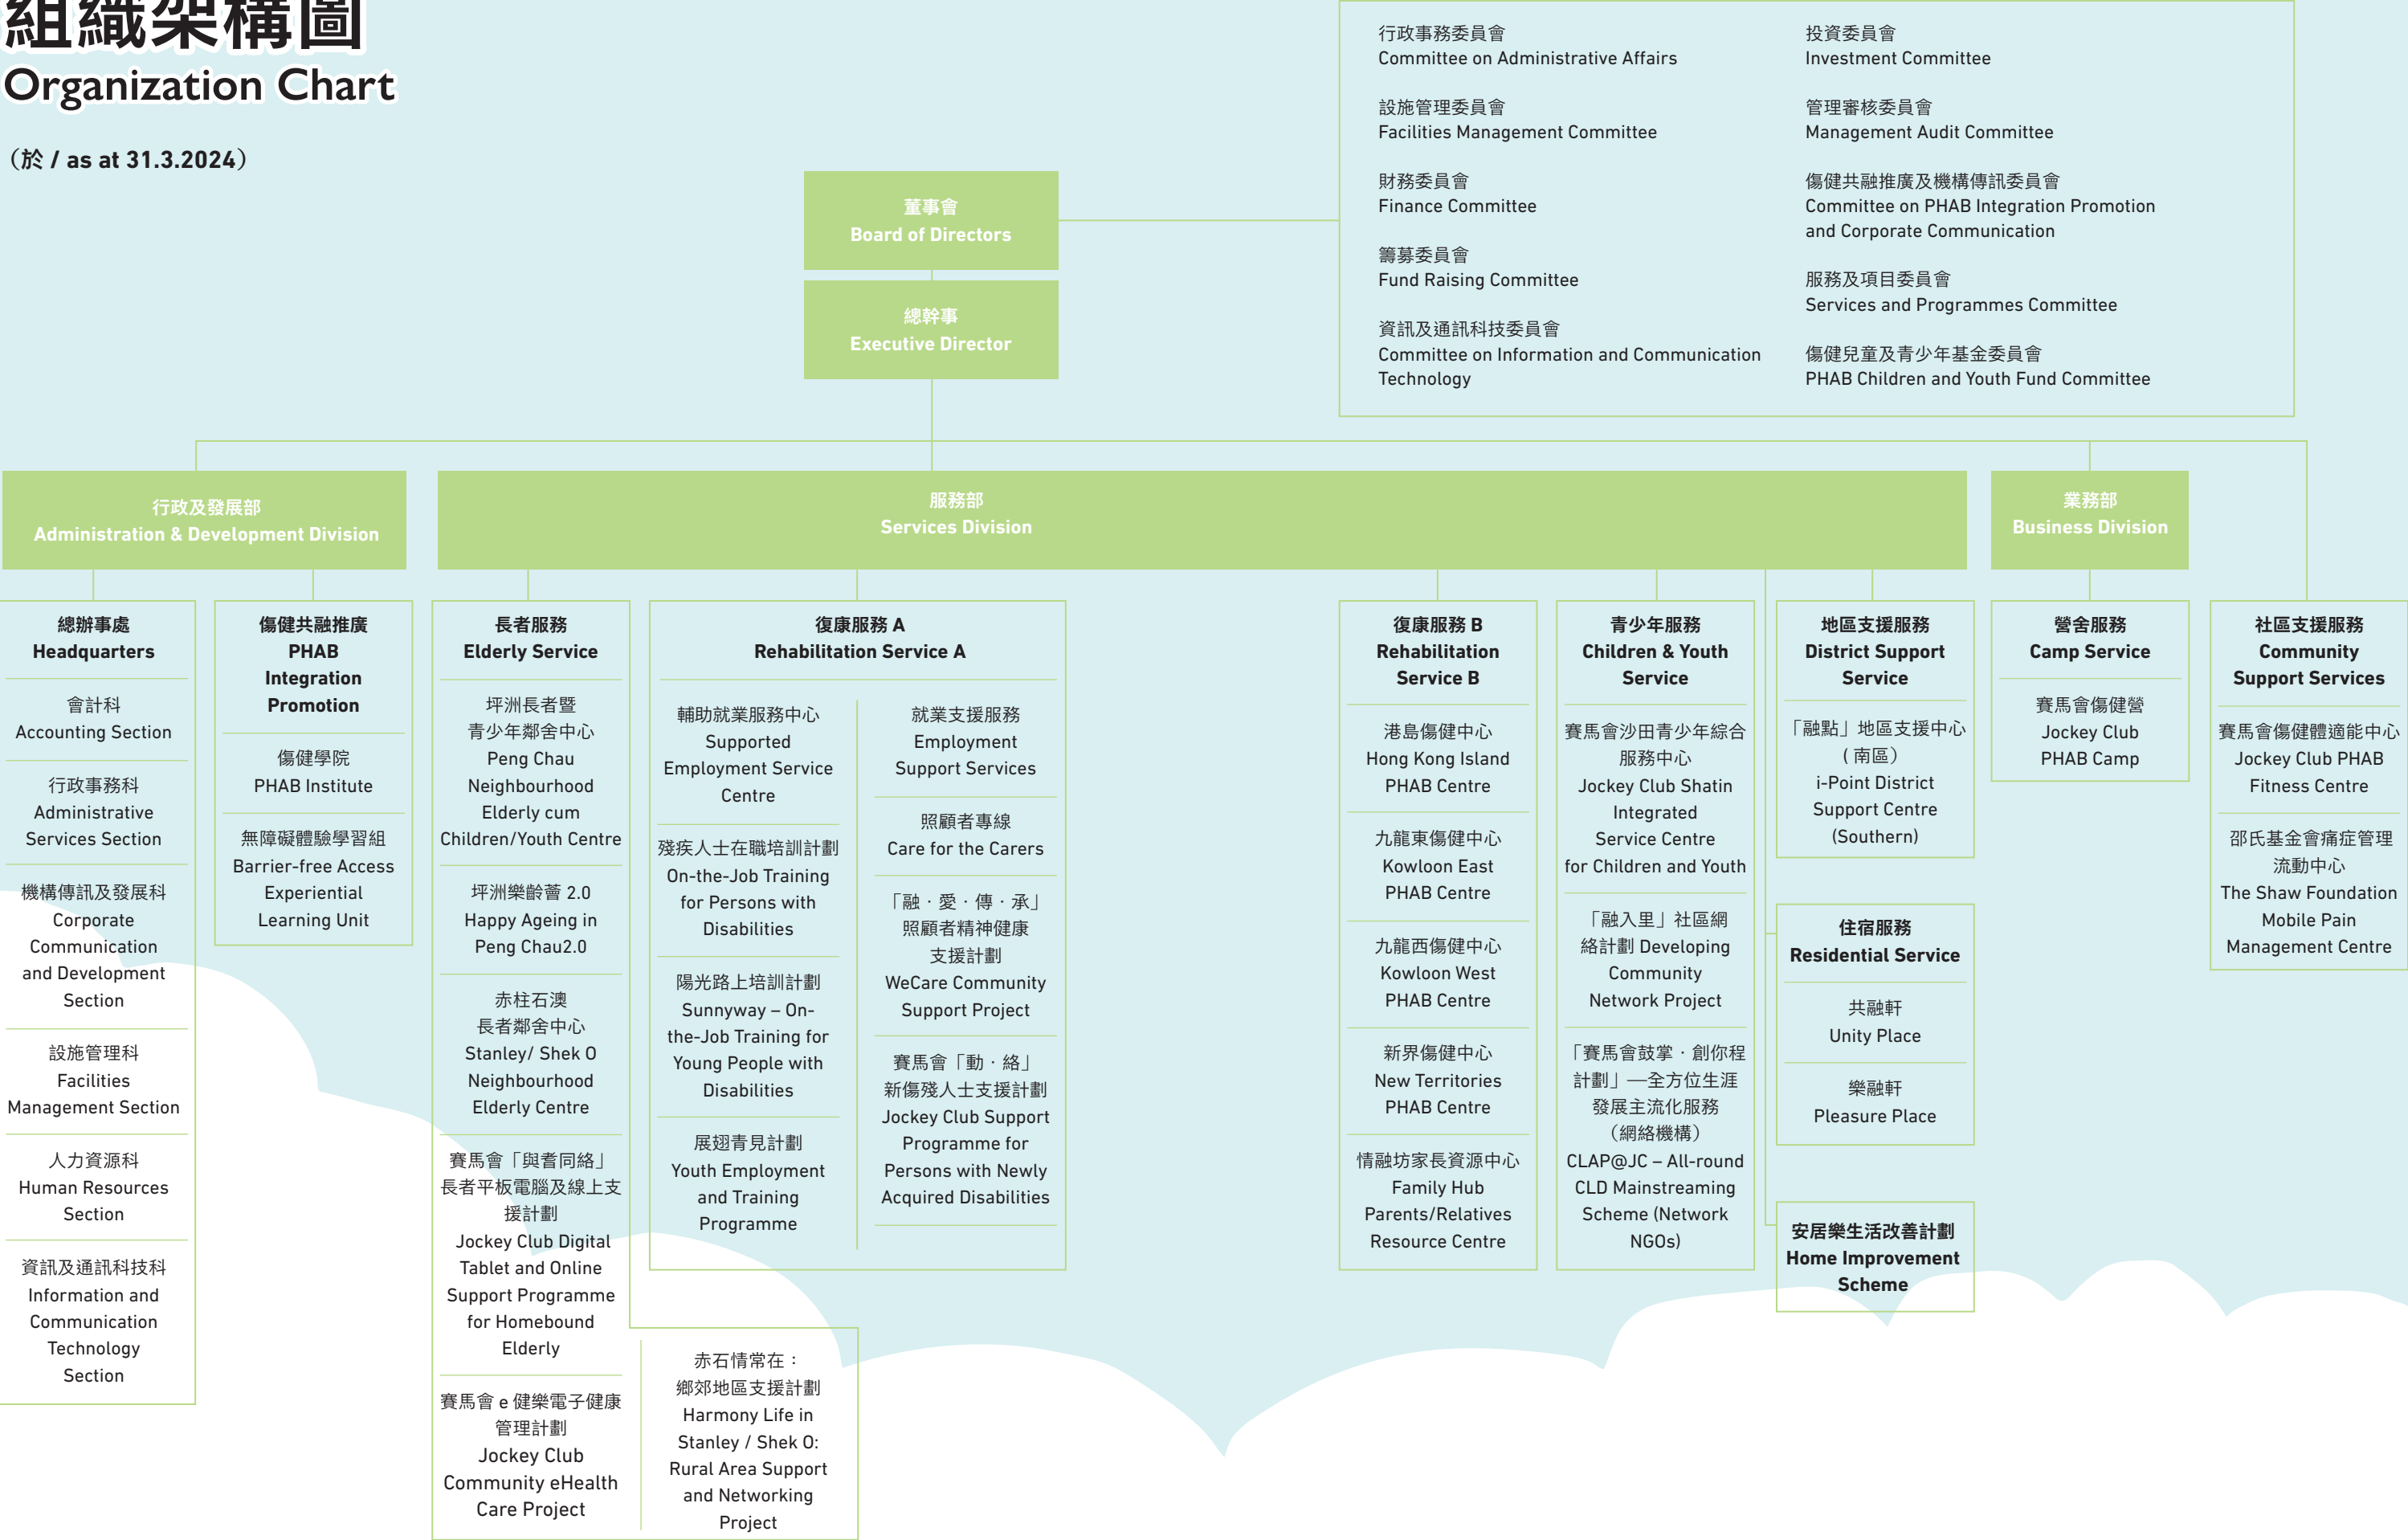 組織架構圖
Organization Chart
（於 / as at 31.3.2024）
行政事務委員會
Committee on Administrative Affairs
設施管理委員會
Facilities Management Committee
財務委員會
Finance Committee
籌募委員會
Fund Raising Committee
資訊及通訊科技委員會
Committee on Information and Communication
Technology
投資委員會
Investment Committee
管理審核委員會
Management Audit Committee
傷健共融推廣及機構傳訊委員會
Committee on PHAB Integration Promotion
and Corporate Communication
服務及項目委員會
Services and Programmes Committee
傷健兒童及青少年基金委員會
PHAB Children and Youth Fund Committee
董事會
Board of Directors
總幹事
Executive Director
行政及發展部
Administration & Development Division
服務部
Services Division
業務部
Business Division
總辦事處
Headquarters
會計科
Accounting Section
行政事務科
Administrative
Services Section
機構傳訊及發展科
Corporate
Communication
and Development
Section
設施管理科
Facilities
Management Section
人力資源科
Human Resources
Section
資訊及通訊科技科
Information and
Communication
Technology
Section
傷健共融推廣
PHAB
Integration
Promotion
傷健學院
PHAB Institute
無障礙體驗學習組
Barrier-free Access
Experiential
Learning Unit
長者服務
Elderly Service
坪洲長者暨
青少年鄰舍中心
Peng Chau
Neighbourhood
Elderly cum
Children/Youth Centre
坪洲樂齡薈 2.0
Happy Ageing in
Peng Chau2.0
赤柱石澳
長者鄰舍中心
Stanley/ Shek O
Neighbourhood
Elderly Centre
賽馬會「與耆同絡」
長者平板電腦及線上支
援計劃
Jockey Club Digital
Tablet and Online
Support Programme
for Homebound
Elderly
賽馬會 e 健樂電子健康
管理計劃
Jockey Club
Community eHealth
Care Project
赤石情常在：
鄉郊地區支援計劃
Harmony Life in
Stanley / Shek O:
Rural Area Support
and Networking
Project
復康服務 A
Rehabilitation Service A
輔助就業服務中心
Supported
Employment Service
Centre
殘疾人士在職培訓計劃
On-the-Job Training
for Persons with
Disabilities
陽光路上培訓計劃
Sunnyway – On-
the-Job Training for
Young People with
Disabilities
展翅青見計劃
Youth Employment
and Training
Programme
就業支援服務
Employment
Support Services
照顧者專線
Care for the Carers
「融 · 愛 · 傳 · 承」
照顧者精神健康
支援計劃
WeCare Community
Support Project
賽馬會「動 · 絡」
新傷殘人士支援計劃
Jockey Club Support
Programme for
Persons with Newly
Acquired Disabilities
復康服務 B
Rehabilitation
Service B
港島傷健中心
Hong Kong Island
PHAB Centre
九龍東傷健中心
Kowloon East
PHAB Centre
九龍西傷健中心
Kowloon West
PHAB Centre
新界傷健中心
New Territories
PHAB Centre
情融坊家長資源中心
Family Hub
Parents/Relatives
Resource Centre
青少年服務
Children & Youth
Service
賽馬會沙田青少年綜合
服務中心
Jockey Club Shatin
Integrated
Service Centre
for Children and Youth
「融入里」社區網
絡計劃 Developing
Community
Network Project
「賽馬會鼓掌 · 創你程
計劃」—全方位生涯
發展主流化服務
（網絡機構）
CLAP@JC – All-round
CLD Mainstreaming
Scheme (Network
NGOs)
地區支援服務
District Support
Service
「融點」地區支援中心
( 南區）
i-Point District
Support Centre
(Southern)
住宿服務
Residential Service
共融軒
Unity Place
樂融軒
Pleasure Place
安居樂生活改善計劃
Home Improvement
Scheme
營舍服務
Camp Service
賽馬會傷健營
Jockey Club
PHAB Camp
社區支援服務
Community
Support Services
賽馬會傷健體適能中心
Jockey Club PHAB
Fitness Centre
邵氏基金會痛症管理
流動中心
The Shaw Foundation
Mobile Pain
Management Centre